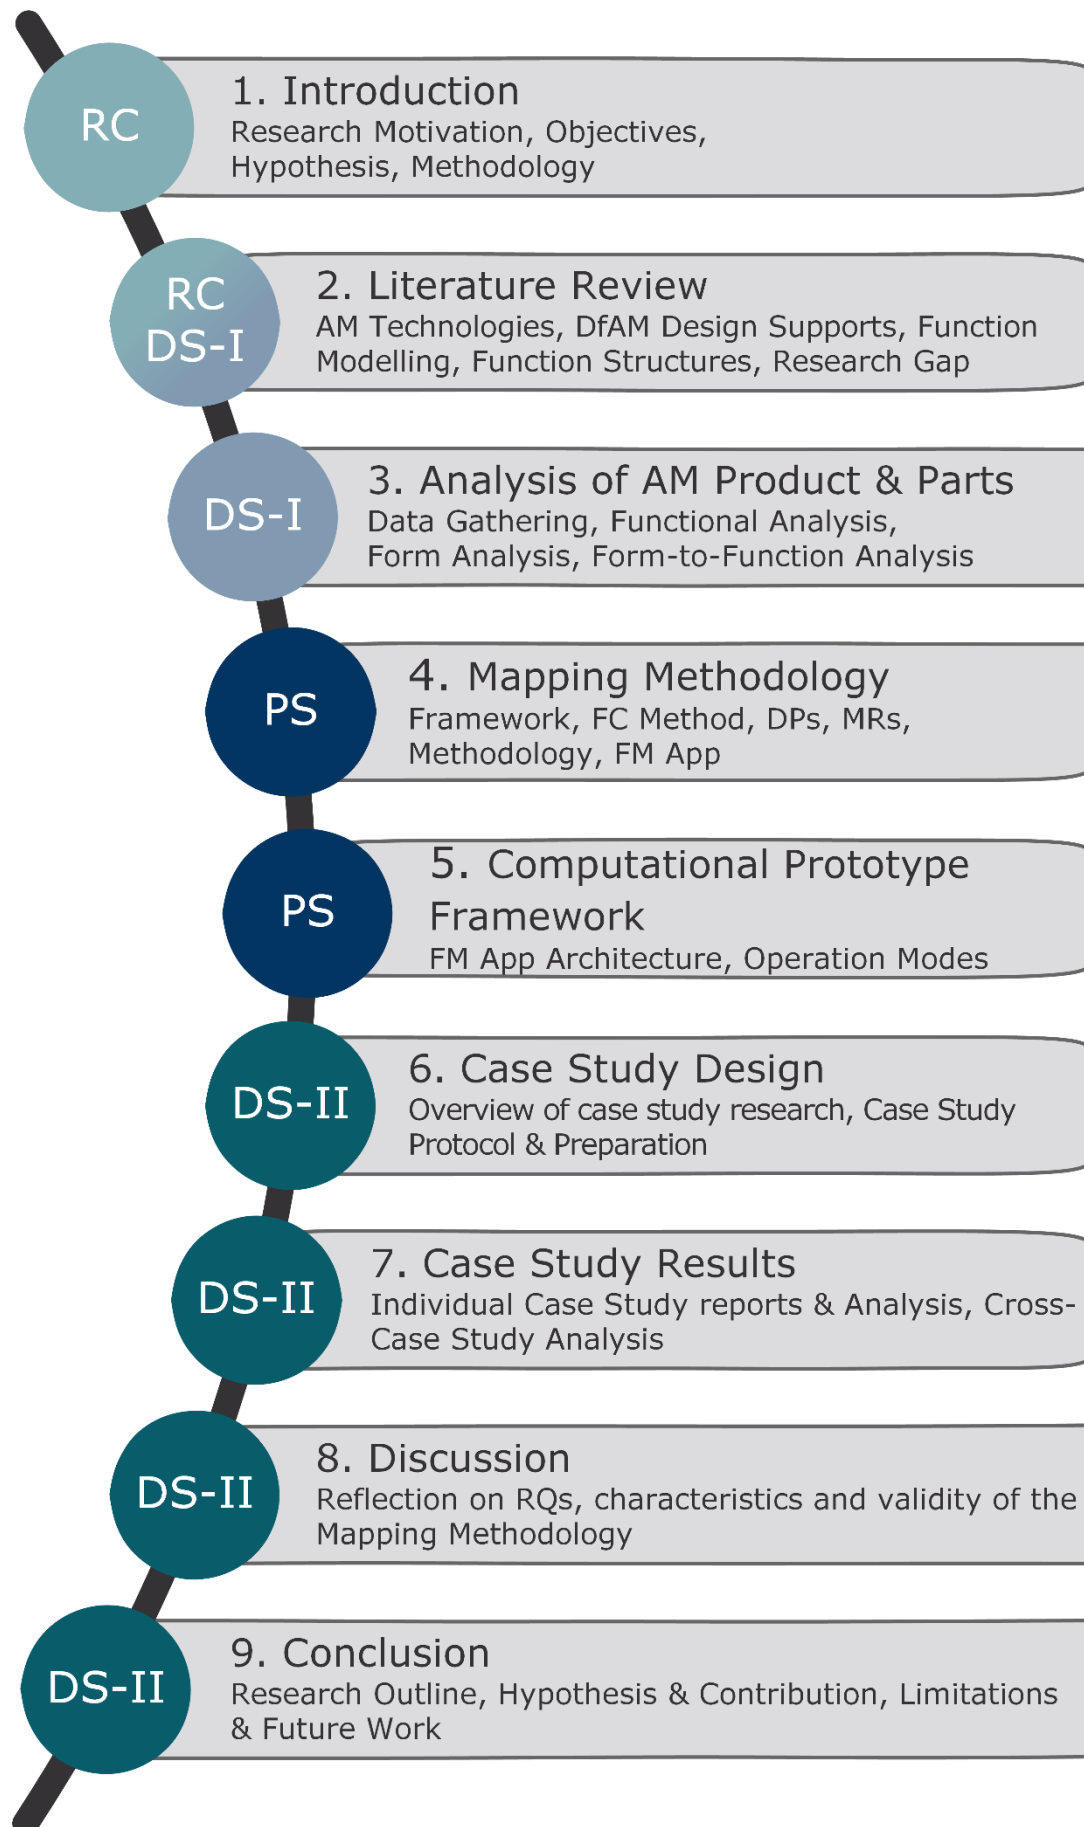 RC
1. Introduction
Research Motivation, Objectives,
Hypothesis, Methodology
RC
DS-I
2. Literature Review
AM Technologies, DfAM Design Supports, Function
Modelling, Function Structures, Research Gap
DS-I
3. Analysis of AM Product & Parts
Data Gathering, Functional Analysis,
Form Analysis, Form-to-Function Analysis
PS
4. Mapping Methodology
Framework, FC Method, DPs, MRs,
Methodology, FM App
PS
5. Computational Prototype
Framework
FM App Architecture, Operation Modes
DS-II
6. Case Study Design
Overview of case study research, Case Study
Protocol & Preparation
DS-II
7. Case Study Results
Individual Case Study reports & Analysis, Cross-
Case Study Analysis
DS-II
8. Discussion
Reflection on RQs, characteristics and validity of the
Mapping Methodology
DS-II
9. Conclusion
Research Outline, Hypothesis & Contribution, Limitations
& Future Work